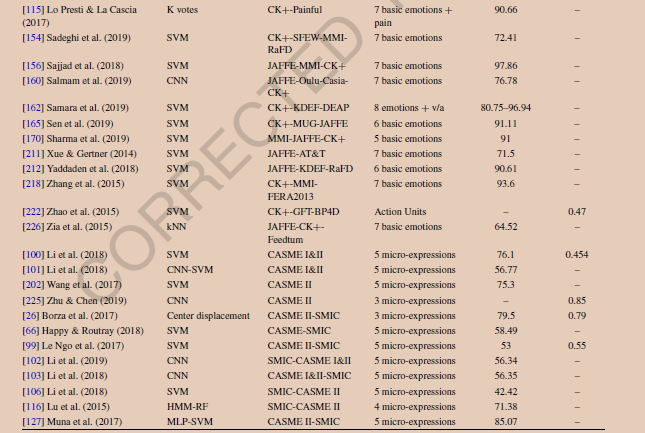 [115] Lo Presti & La Cascia K votes CK+-Painful 7 basic emotions + 90.66 –
(2017) pain
[154] Sadeghi et al. (2019) SVM CK+-SFEW-MMI- 7 basic emotions 72.41 –
RaFD
[156] Sajjad et al. (2018) SVM JAFFE-MMI-CK+ 7 basic emotions 97.86 –
[160] Salmam et al. (2019) CNN JAFFE-Oulu-Casia- 7 basic emotions 76.78 –
CK+
[162] Samara et al. (2019) SVM CK+-KDEF-DEAP 8 emotions + v/a 80.75–96.94 –
[165] Sen et al. (2019) SVM CK+-MUG-JAFFE 6 basic emotions 91.11 –
[170] Sharma et al. (2019) SVM MMI-JAFFE-CK+ 5 basic emotions 91 –
[211] Xue & Gertner (2014) SVM JAFFE-AT&T 7 basic emotions 71.5 –
[212] Yaddaden et al. (2018) SVM JAFFE-KDEF-RaFD 6 basic emotions 90.61 –
[218] Zhang et al. (2015) SVM CK+-MMI- 7 basic emotions 93.6 –
FERA2013
[222] Zhao et al. (2015) SVM CK+-GFT-BP4D Action Units – 0.47
[226] Zia et al. (2015) kNN JAFFE-CK+- 7 basic emotions 64.52 –
Feedtum
[100] Li et al. (2018) SVM CASME I&II 5 micro-expressions 76.1 0.454
[101] Li et al. (2018) CNN-SVM CASME I&II 5 micro-expressions 56.77 –
[202] Wang et al. (2017) SVM CASME II 5 micro-expressions 75.3 –
[225] Zhu & Chen (2019) CNN CASME II 3 micro-expressions – 0.85
[26] Borza et al. (2017) Center displacement CASME II-SMIC 3 micro-expressions 79.5 0.79
[66] Happy & Routray (2018) SVM CASME-SMIC 5 micro-expressions 58.49 –
[99] Le Ngo et al. (2017) SVM CASME II-SMIC 5 micro-expressions 53 0.55
[102] Li et al. (2019) CNN SMIC-CASME I&II 5 micro-expressions 56.34 –
[103] Li et al. (2018) CNN CASME I&II-SMIC 5 micro-expressions 56.35 –
[106] Li et al. (2018) SVM SMIC-CASME II 5 micro-expressions 42.42 –
[116] Lu et al. (2015) HMM-RF SMIC-CASME II 4 micro-expressions 71.38 –
[127] Muna et al. (2017) MLP-SVM CASME II-SMIC 5 micro-expressions 85.07 –
CORRECTED